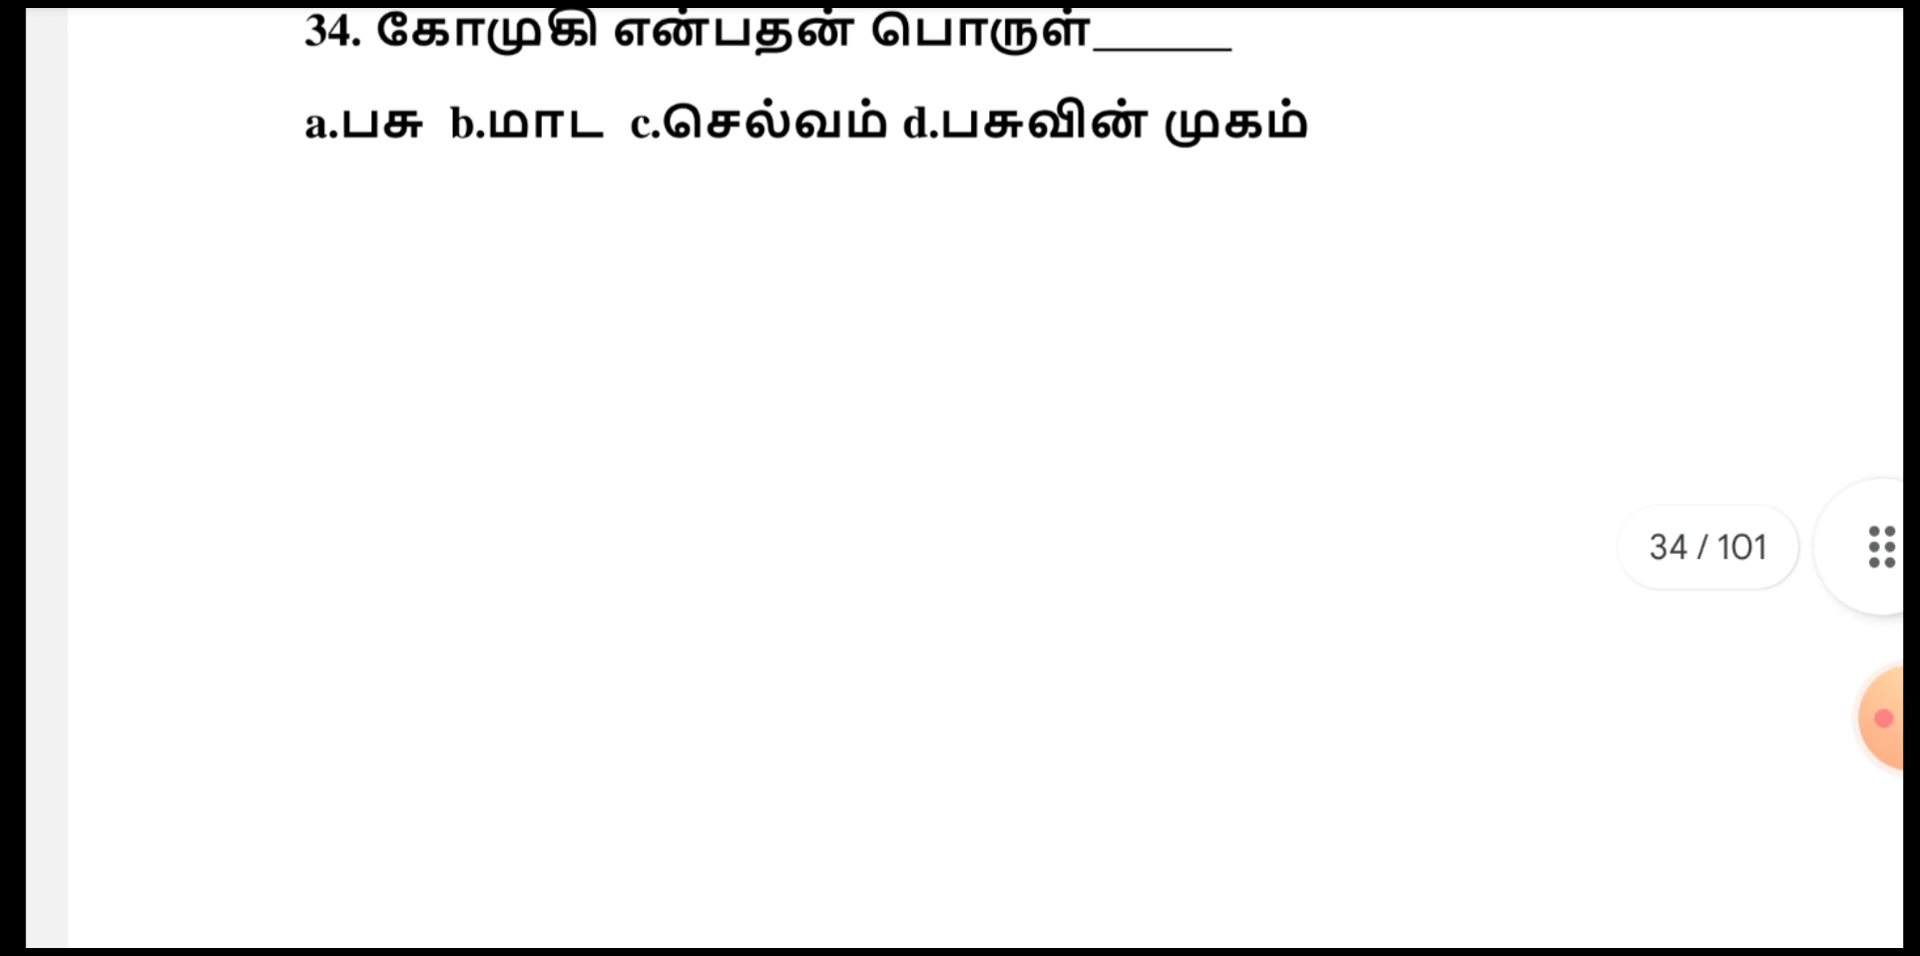 34. கோமுகி என்பதன் பொருள்______
a.பசு b.மாட c.செல்வம் d.பசுவின் முகம்
34 / 101